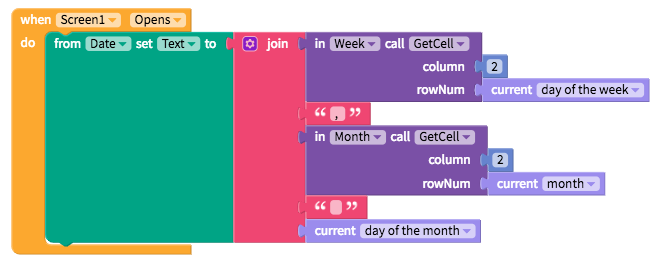 when Screen1 Opens
do from Date set Text to join in Week call GetCell
column 2
rowNum current day of the week
“ , ”
in Month call GetCell
column 2
rowNum current month
“ ”
current day of the month